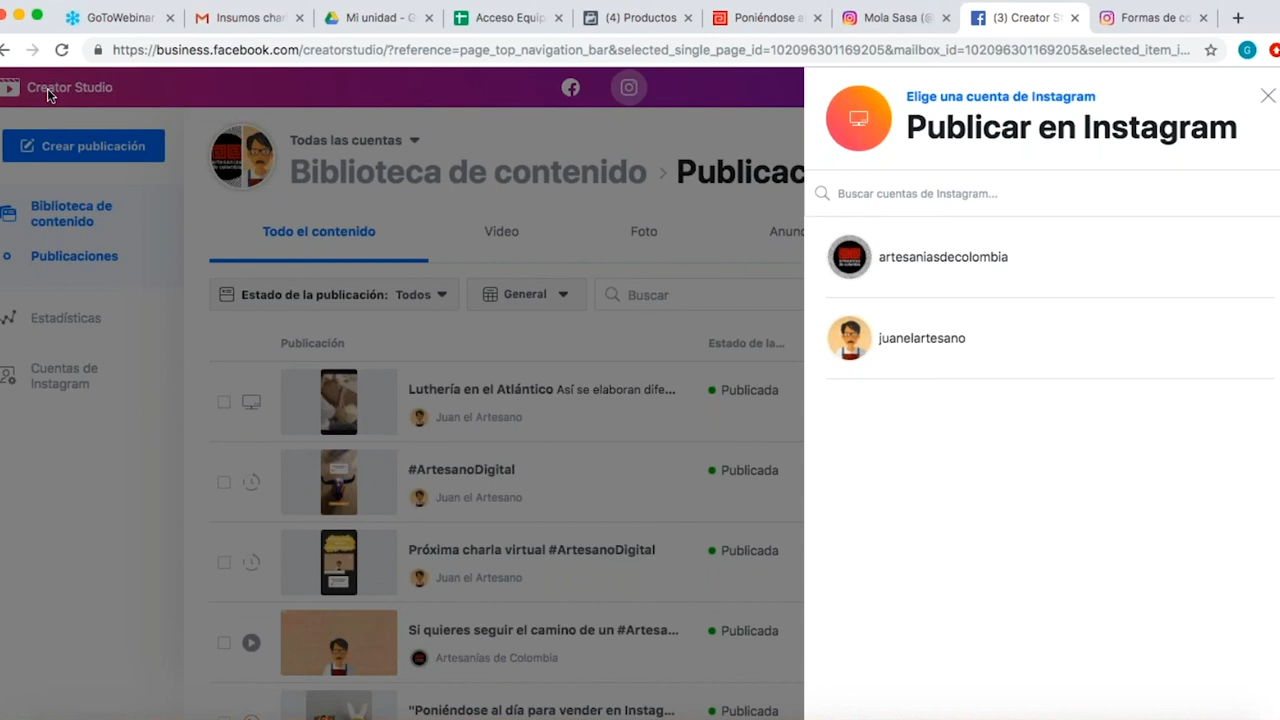 GoToWebinar
Insumos char
Mi unidad - G
Acceso Equip
(4) Productos
Poniéndose a
Mola Sasa (@
(3) Creator S
Formas de co
https://business.facebook.com/creatorstudio/?reference=page_top_navigation_bar&selected_single_page_id=102096301169205&mailbox_id=102096301169205&selected_item_i...
G
Creator Studio
Crear publicación
Biblioteca de
contenido
Publicaciones
Estadísticas
Cuentas de
Instagram
Todas las cuentas
Biblioteca de contenido > Publicac
Todo el contenido
Video
Foto
Anunc
Estado de la publicación: Todos
General
Buscar
Publicación
Estado de la...
Luthería en el Atlántico Así se elaboran dife...
Publicada
Juan el Artesano
#ArtesanoDigital
Publicada
Juan el Artesano
Próxima charla virtual #ArtesanoDigital
Publicada
Juan el Artesano
Si quieres seguir el camino de un #Artesa...
Publicada
Artesanías de Colombia
"Poniéndose al día para vender en Instag...
Publicada
Elige una cuenta de Instagram
Publicar en Instagram
Buscar cuentas de Instagram...
artesaniasdecolombia
juanelartesano